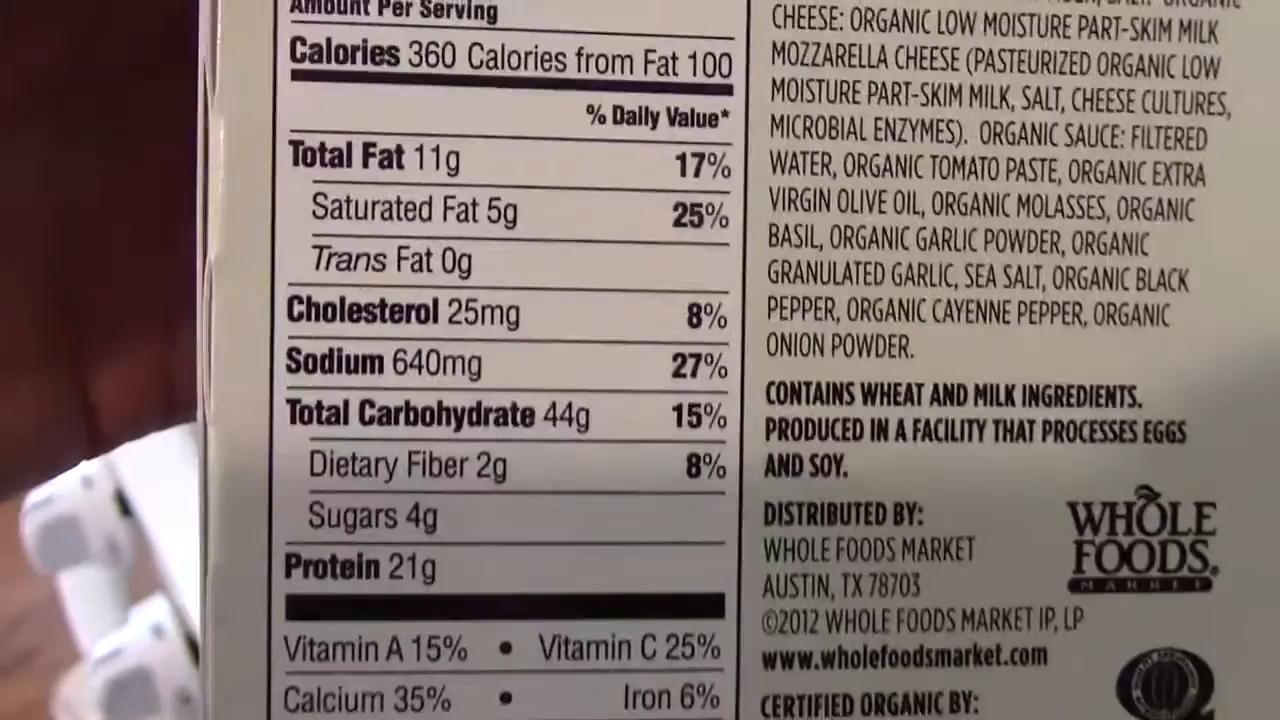 Amount Per Serving
Calories 360 Calories from Fat 100
% Daily Value*
Total Fat 11g 17%
Saturated Fat 5g 25%
Trans Fat 0g
Cholesterol 25mg 8%
Sodium 640mg 27%
Total Carbohydrate 44g 15%
Dietary Fiber 2g 8%
Sugars 4g
Protein 21g
Vitamin A 15% • Vitamin C 25%
Calcium 35% • Iron 6%
CHEESE: ORGANIC LOW MOISTURE PART-SKIM MILK
MOZZARELLA CHEESE (PASTEURIZED ORGANIC LOW
MOISTURE PART-SKIM MILK, SALT, CHEESE CULTURES,
MICROBIAL ENZYMES). ORGANIC SAUCE: FILTERED
WATER, ORGANIC TOMATO PASTE, ORGANIC EXTRA
VIRGIN OLIVE OIL, ORGANIC MOLASSES, ORGANIC
BASIL, ORGANIC GARLIC POWDER, ORGANIC
GRANULATED GARLIC, SEA SALT, ORGANIC BLACK
PEPPER, ORGANIC CAYENNE PEPPER, ORGANIC
ONION POWDER.
CONTAINS WHEAT AND MILK INGREDIENTS.
PRODUCED IN A FACILITY THAT PROCESSES EGGS
AND SOY.
DISTRIBUTED BY:
WHOLE FOODS MARKET
AUSTIN, TX 78703
©2012 WHOLE FOODS MARKET IP, LP
www.wholefoodsmarket.com
CERTIFIED ORGANIC BY:
WHOLE
FOODS®
MARKET